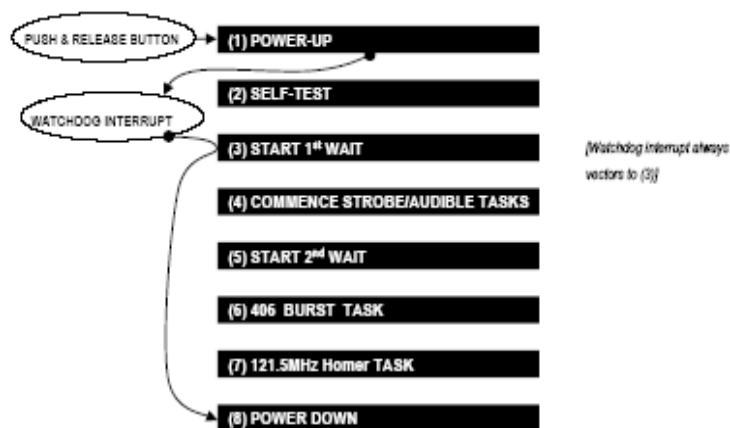 PUSH & RELEASE BUTTON
(1) POWER-UP
(2) SELF-TEST
WATCHDOG INTERRUPT
(3) START 1st WAIT
[Watchdog interrupt always
vectors to (3)]
(4) COMMENCE STROBE/AUDIBLE TASKS
(5) START 2nd WAIT
(6) 406 BURST TASK
(7) 121.5MHz Homer TASK
(8) POWER DOWN